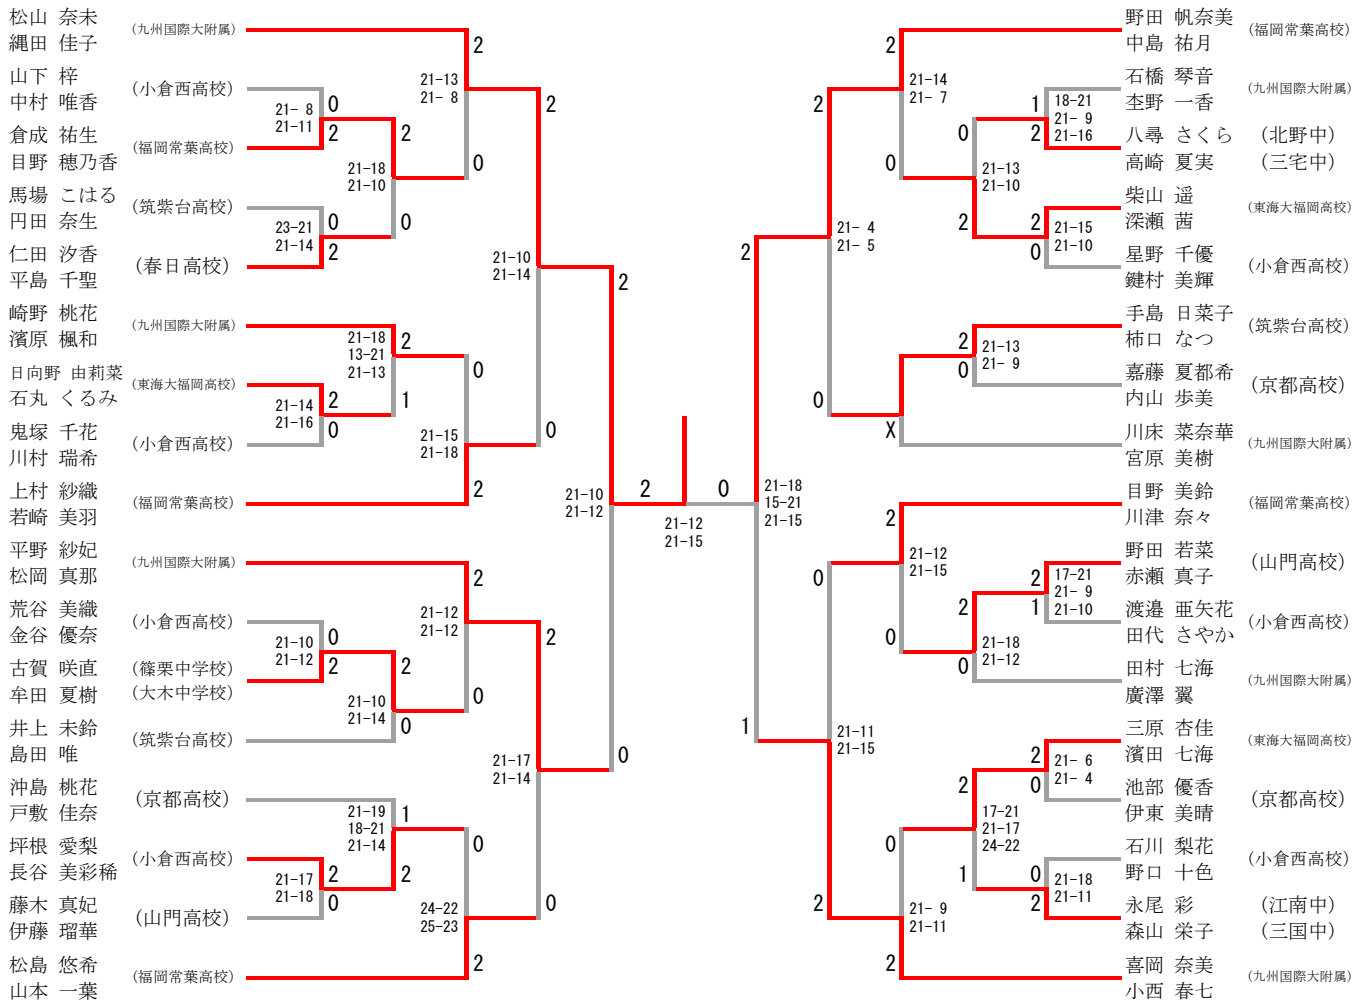 松山 奈未
縄田 佳子
(九州国際大附属)
山下 梓
中村 唯香
(小倉西高校)
倉成 祐生
目野 穂乃香
(福岡常葉高校)
馬場 こはる
円田 奈生
(筑紫台高校)
仁田 汐香
平島 千聖
(春日高校)
崎野 桃花
濱原 楓和
(九州国際大附属)
日向野 由莉菜
石丸 くるみ
(東海大福岡高校)
鬼塚 千花
川村 瑞希
(小倉西高校)
上村 紗織
若崎 美羽
(福岡常葉高校)
平野 紗妃
松岡 真那
(九州国際大附属)
荒谷 美織
金谷 優奈
(小倉西高校)
古賀 咲直 (篠栗中学校)
牟田 夏樹 (大木中学校)
井上 未鈴
島田 唯
(筑紫台高校)
沖島 桃花
戸敷 佳奈
(京都高校)
坪根 愛梨
長谷 美彩稀
(小倉西高校)
藤木 真妃
伊藤 瑠華
(山門高校)
松島 悠希
山本 一葉
(福岡常葉高校)
21- 8
21-11
0
2
23-21
21-14
0
2
21-18
21-10
2
0
21-13
21- 8
2
0
21-14
21-16
2
0
21-18
13-21
21-13
2
1
21-15
21-18
0
2
21-10
21-14
2
0
21-10
21-12
0
2
21-10
21-14
2
0
21-12
21-12
2
0
21-17
21-18
2
0
21-19
18-21
21-14
1
2
24-22
25-23
0
2
21-17
21-14
2
0
21-10
21-12
2
0
2
0
21-12
21-15
21-18
15-21
21-15
2
1
21- 4
21- 5
2
0
21-14
21- 7
2
0
21-13
21-10
0
2
18-21
21- 9
21-16
1
2
21-15
21-10
2
0
21-13
21- 9
2
0
X
21-11
21-15
0
2
21-12
21-15
2
0
17-21
21- 9
21-10
2
1
21-18
21-12
2
0
21- 9
21-11
0
2
17-21
21-17
24-22
2
1
21- 6
21- 4
2
0
21-18
21-11
0
2
野田 帆奈美
中島 祐月
(福岡常葉高校)
石橋 琴音
杢野 一香
(九州国際大附属)
八尋 さくら (北野中)
高崎 夏実 (三宅中)
柴山 遥
深瀬 茜
(東海大福岡高校)
星野 千優
鍵村 美輝
(小倉西高校)
手島 日菜子
柿口 なつ
(筑紫台高校)
嘉藤 夏都希
内山 歩美
(京都高校)
川床 菜奈華
宮原 美樹
(九州国際大附属)
目野 美鈴
川津 奈々
(福岡常葉高校)
野田 若菜
赤瀬 真子
(山門高校)
渡邉 亜矢花
田代 さやか
(小倉西高校)
田村 七海
廣澤 翼
(九州国際大附属)
三原 杏佳
濱田 七海
(東海大福岡高校)
池部 優香
伊東 美晴
(京都高校)
石川 梨花
野口 十色
(小倉西高校)
永尾 彩 (江南中)
森山 栄子 (三国中)
喜岡 奈美
小西 春七
(九州国際大附属)